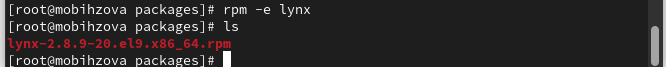 [root@mobihzova packages]# rpm -e lynx
[root@mobihzova packages]# ls
lynx-2.8.9-20.el9.x86_64.rpm
[root@mobihzova packages]#